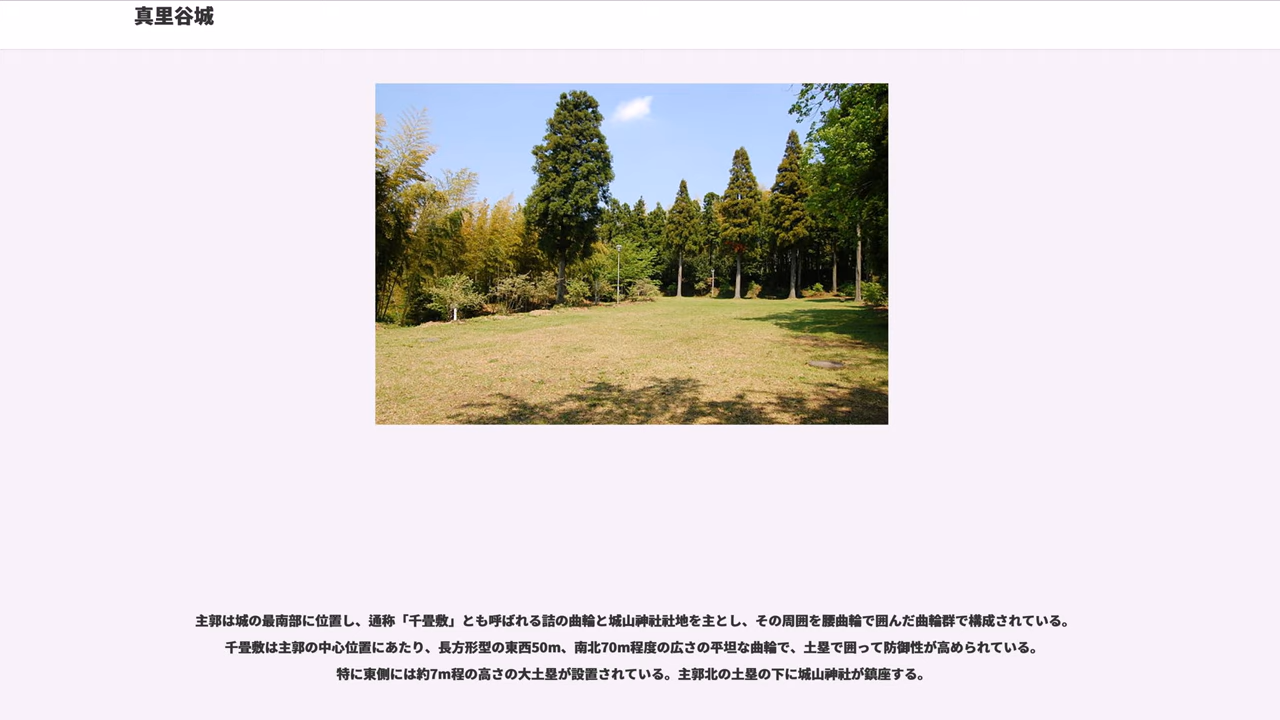 真里谷城
主郭は城の最南部に位置し、通称「千畳敷」とも呼ばれる詰の曲輪と城山神社社地を主とし、その周囲を腰曲輪で囲んだ曲輪群で構成されている。
千畳敷は主郭の中心位置にあたり、長方形型の東西50m、南北70m程度の広さの平坦な曲輪で、土塁で囲って防御性が高められている。
特に東側には約7m程の高さの大土塁が設置されている。主郭北の土塁の下に城山神社が鎮座する。